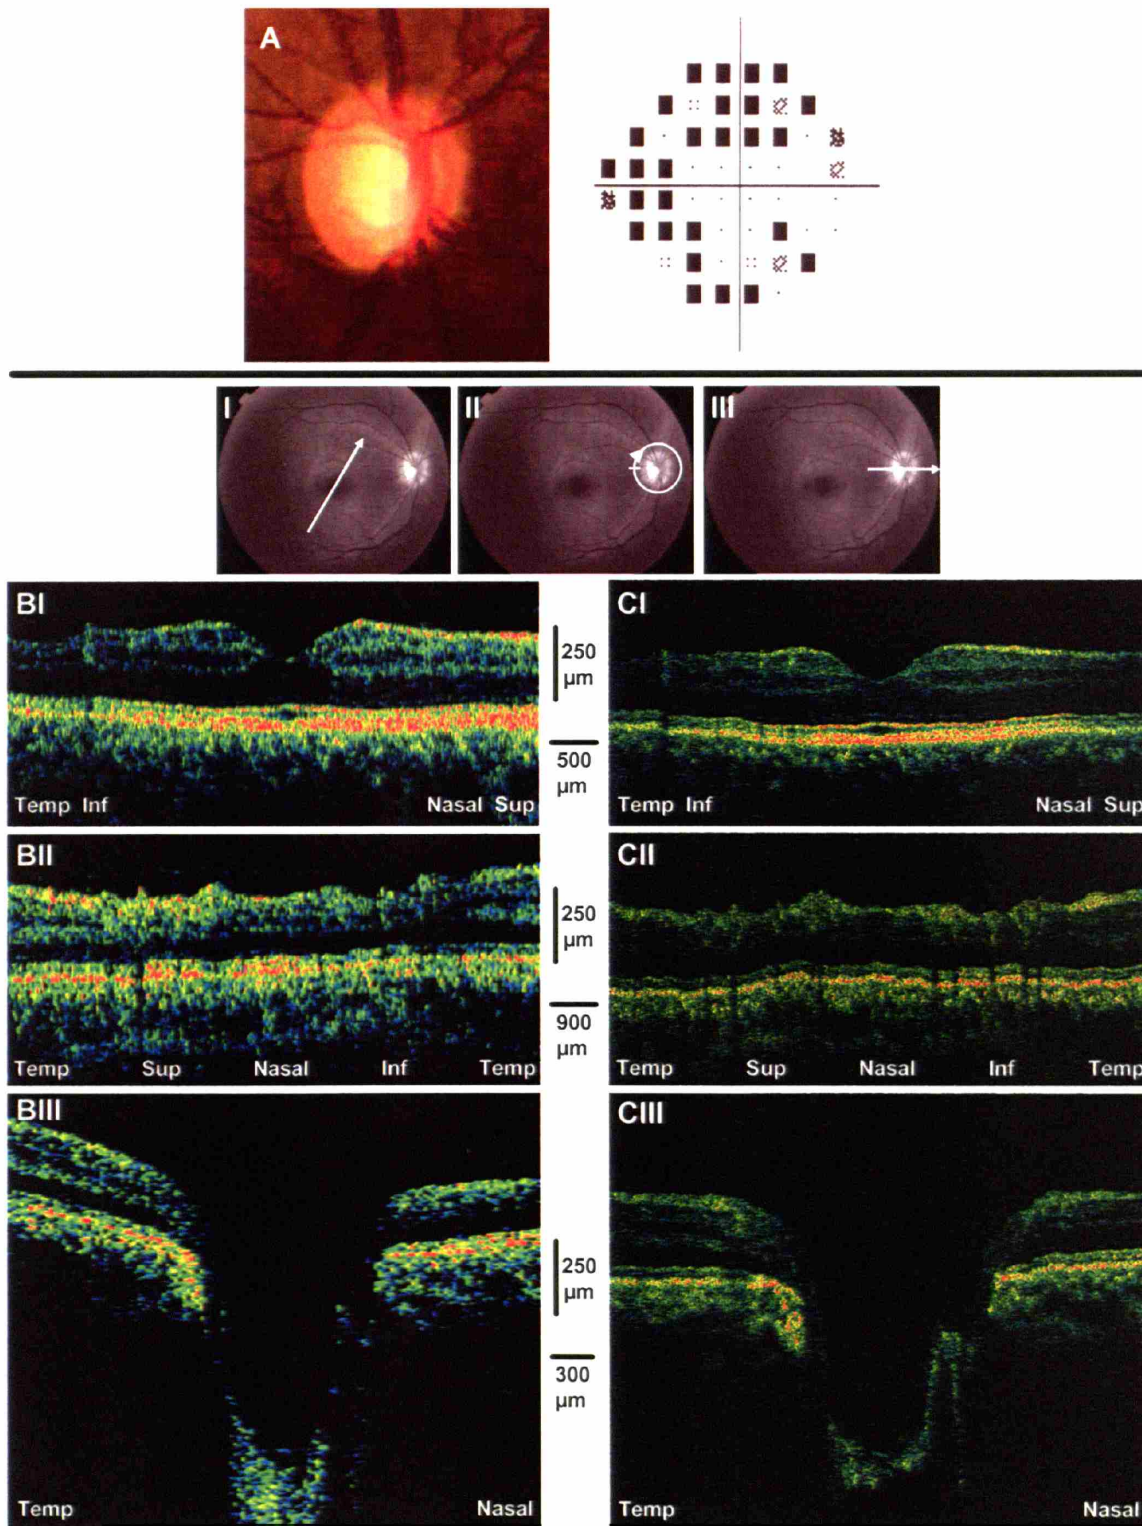 A
I
II
III
BI
250
µm
500
µm
Temp Inf
Nasal Sup
CI
Temp Inf
Nasal Sup
BII
250
µm
900
µm
Temp Sup Nasal Inf Temp
CII
Temp Sup Nasal Inf Temp
BIII
250
µm
300
µm
Temp
Nasal
CIII
Temp
Nasal